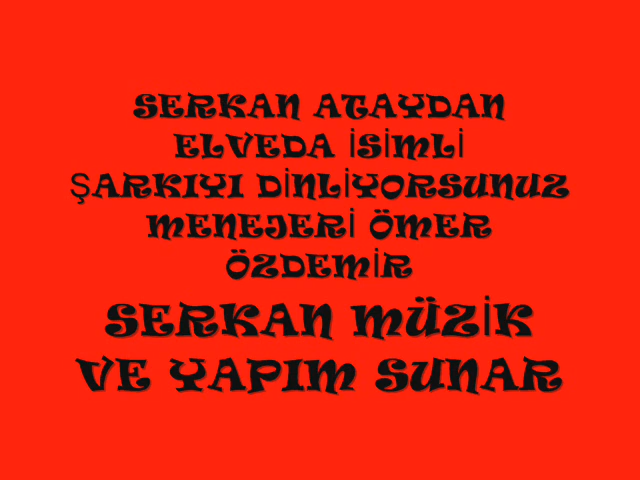 SERKAN ATAYDAN
ELVEDA İSİMLİ
ŞARKIYI DİNLİYORSUNUZ
MENEJERİ ÖMER
ÖZDEMİR
SERKAN MÜZİK
VE YAPIM SUNAR